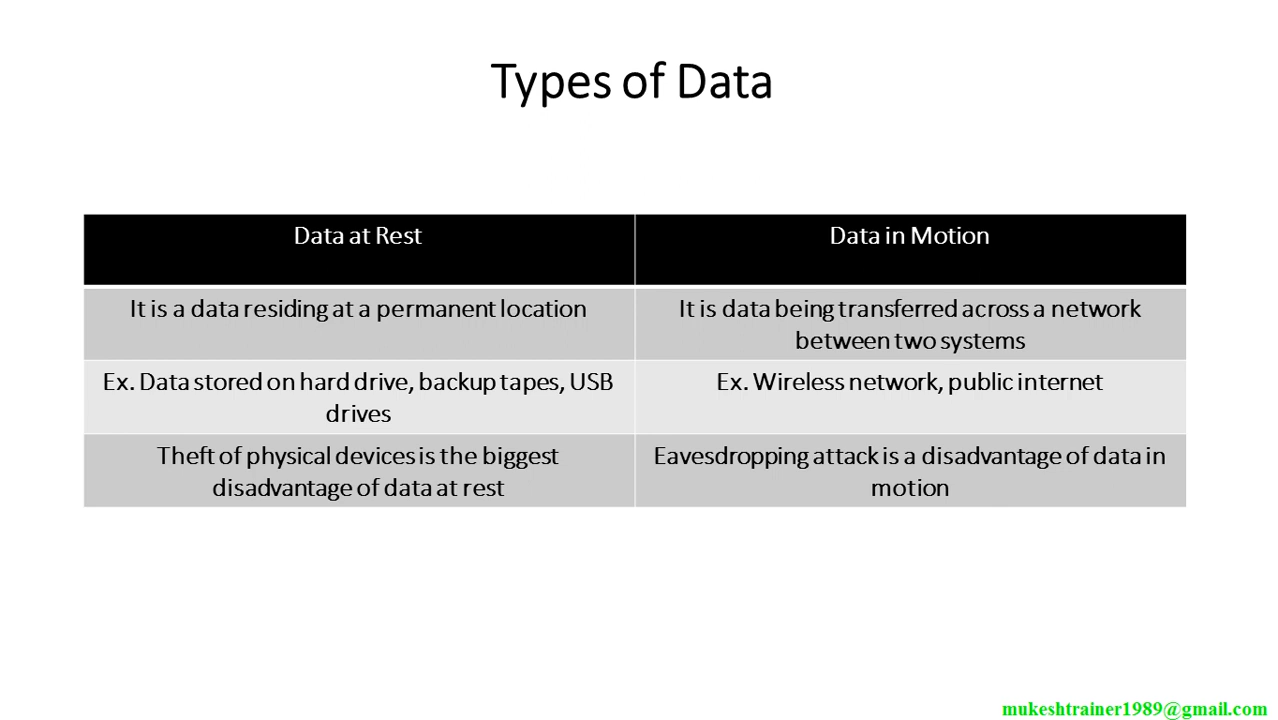 Types of Data
Data at Rest
Data in Motion
It is a data residing at a permanent location
It is data being transferred across a network
between two systems
Ex. Data stored on hard drive, backup tapes, USB
drives
Ex. Wireless network, public internet
Theft of physical devices is the biggest
disadvantage of data at rest
Eavesdropping attack is a disadvantage of data in
motion
mukeshtrainer1989@gmail.com